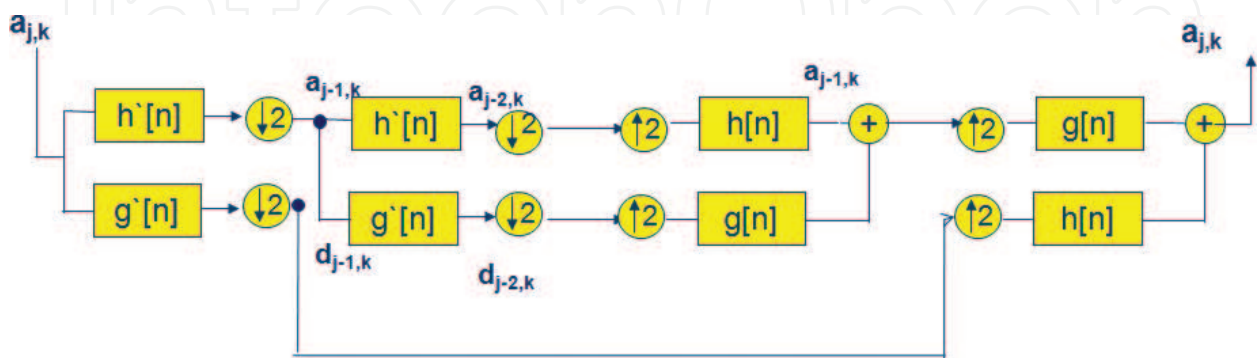 a_{j,k}
a_{j-1,k}
a_{j-2,k}
a_{j-1,k}
a_{j,k}
h`[n] ↓2 h`[n] ↓2 ↑2 h[n] + ↑2 g[n] +
g`[n] ↓2 g`[n] ↓2 ↑2 g[n] ↑2 h[n]
d_{j-1,k}
d_{j-2,k}